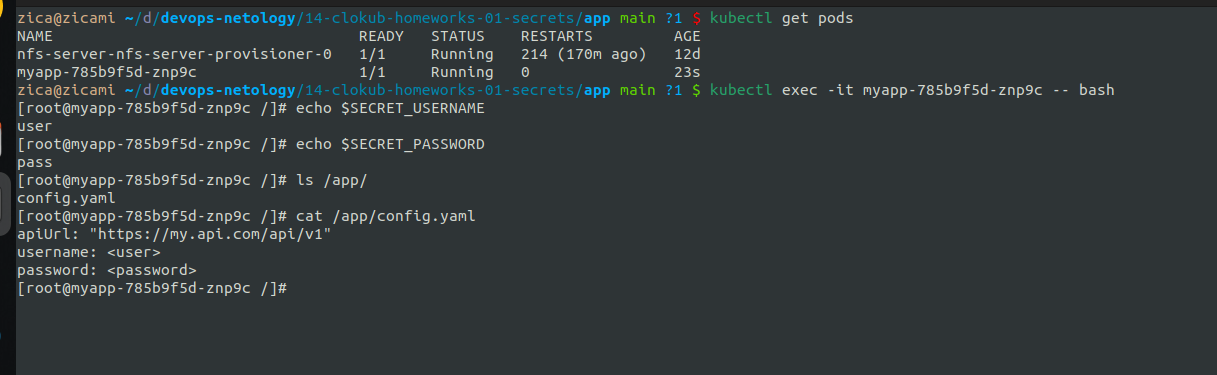 zica@zicami ~/d/devops-netology/14-clokub-homeworks-01-secrets/app main ?1 $ kubectl get pods
NAME                                  READY   STATUS    RESTARTS         AGE
nfs-server-nfs-server-provisioner-0   1/1     Running   214 (170m ago)   12d
myapp-785b9f5d-znp9c                  1/1     Running   0                23s
zica@zicami ~/d/devops-netology/14-clokub-homeworks-01-secrets/app main ?1 $ kubectl exec -it myapp-785b9f5d-znp9c -- bash
[root@myapp-785b9f5d-znp9c /]# echo $SECRET_USERNAME
user
[root@myapp-785b9f5d-znp9c /]# echo $SECRET_PASSWORD
pass
[root@myapp-785b9f5d-znp9c /]# ls /app/
config.yaml
[root@myapp-785b9f5d-znp9c /]# cat /app/config.yaml
apiUrl: "https://my.api.com/api/v1"
username: <user>
password: <password>
[root@myapp-785b9f5d-znp9c /]#